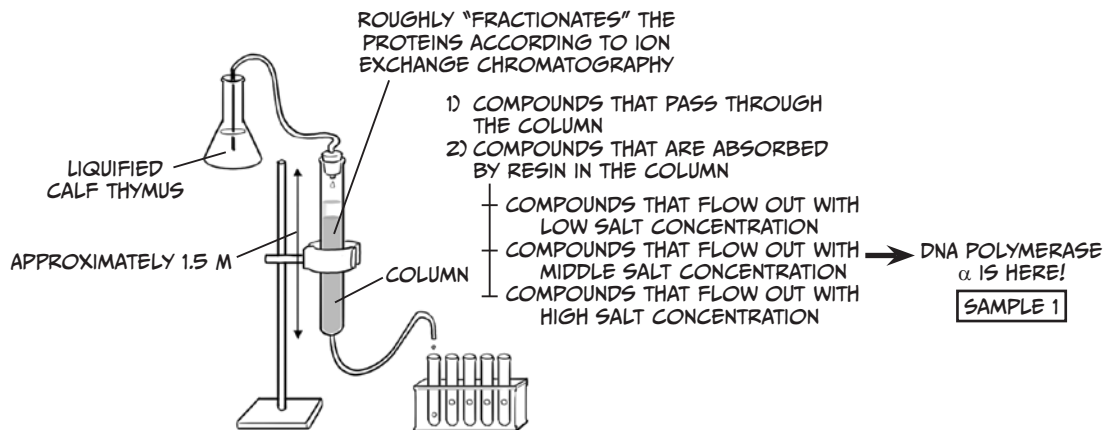 ROUGHLY "FRACTIONATES" THE
PROTEINS ACCORDING TO ION
EXCHANGE CHROMATOGRAPHY
1) COMPOUNDS THAT PASS THROUGH
THE COLUMN
2) COMPOUNDS THAT ARE ABSORBED
BY RESIN IN THE COLUMN
COMPOUNDS THAT FLOW OUT WITH
LOW SALT CONCENTRATION
COMPOUNDS THAT FLOW OUT WITH
MIDDLE SALT CONCENTRATION
COMPOUNDS THAT FLOW OUT WITH
HIGH SALT CONCENTRATION
DNA POLYMERASE
α IS HERE!
SAMPLE 1
LIQUIFIED
CALF THYMUS
APPROXIMATELY 1.5 M
COLUMN